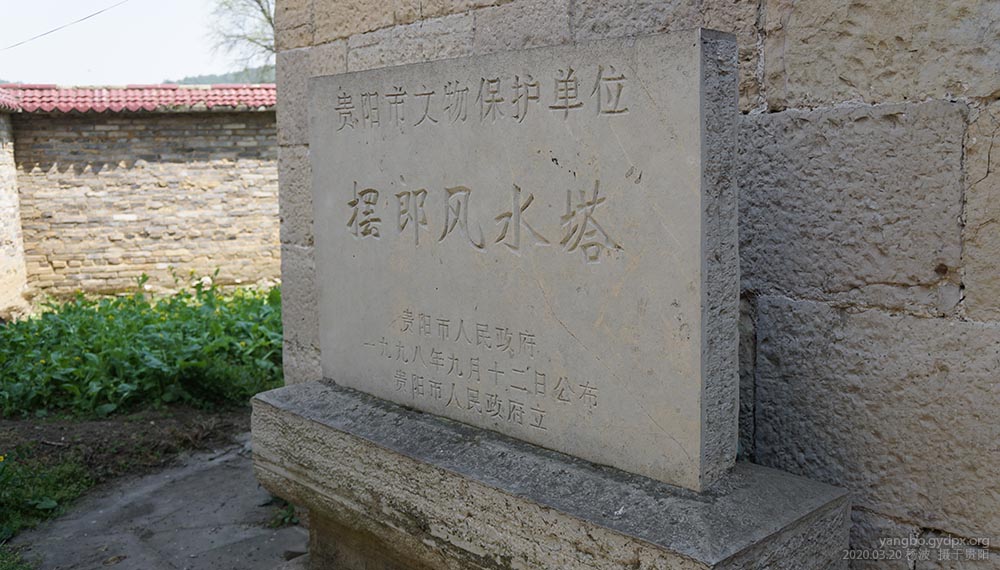 贵阳市文物保护单位
摆郎风水塔
贵阳市人民政府
一九九八年九月十二日公布
贵阳市人民政府立
yangbo.gydpx.org
2020.03.20 杨波 摄于贵阳